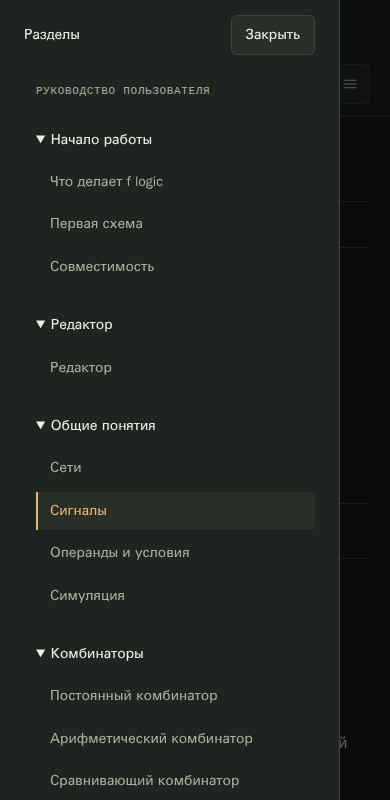 Разделы
Закрыть
РУКОВОДСТВО ПОЛЬЗОВАТЕЛЯ
Начало работы
Что делает f logic
Первая схема
Совместимость
Редактор
Редактор
Общие понятия
Сети
Сигналы
Операнды и условия
Симуляция
Комбинаторы
Постоянный комбинатор
Арифметический комбинатор
Сравнивающий комбинатор